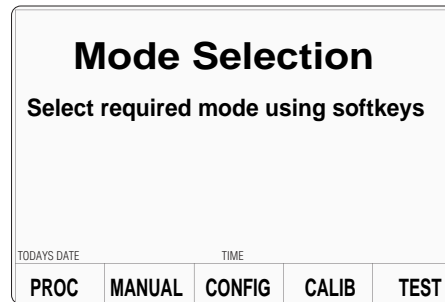 Mode Selection
Select required mode using softkeys
TODAYS DATE TIME
PROC MANUAL CONFIG CALIB TEST